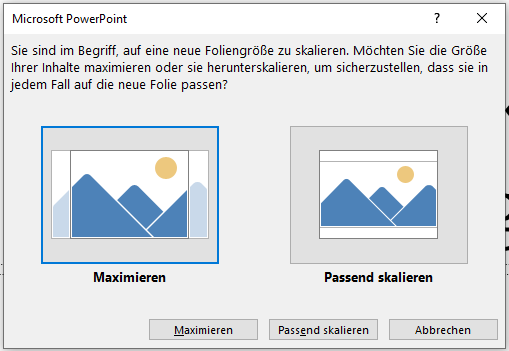 Microsoft PowerPoint
?
Sie sind im Begriff, auf eine neue Foliengröße zu skalieren. Möchten Sie die Größe
Ihrer Inhalte maximieren oder sie herunterskalieren, um sicherzustellen, dass sie in
jedem Fall auf die neue Folie passen?
Maximieren
Passend skalieren
Maximieren
Passend skalieren
Abbrechen